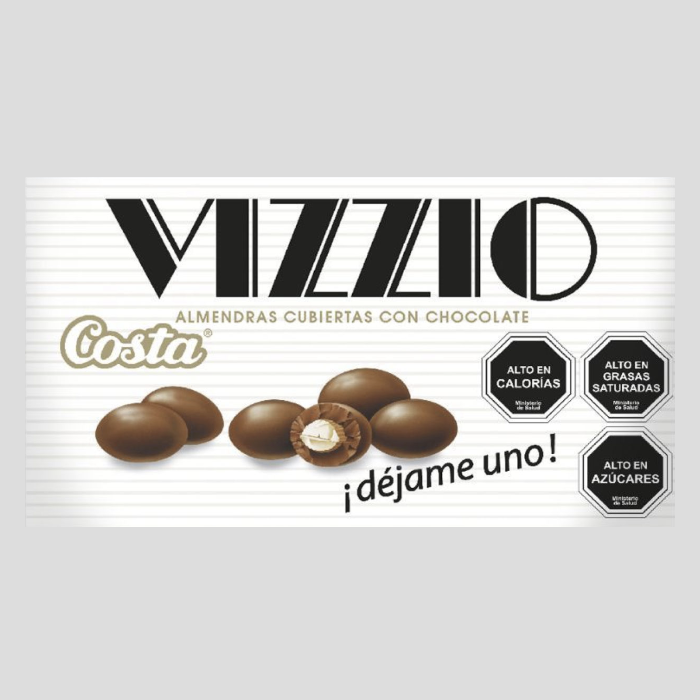 VIZZIO
ALMENDRAS CUBIERTAS CON CHOCOLATE
Costa®
¡déjame uno!
ALTO EN
CALORÍAS
Ministerio
de Salud
ALTO EN
GRASAS
SATURADAS
Ministerio
de Salud
ALTO EN
AZÚCARES
Ministerio
de Salud